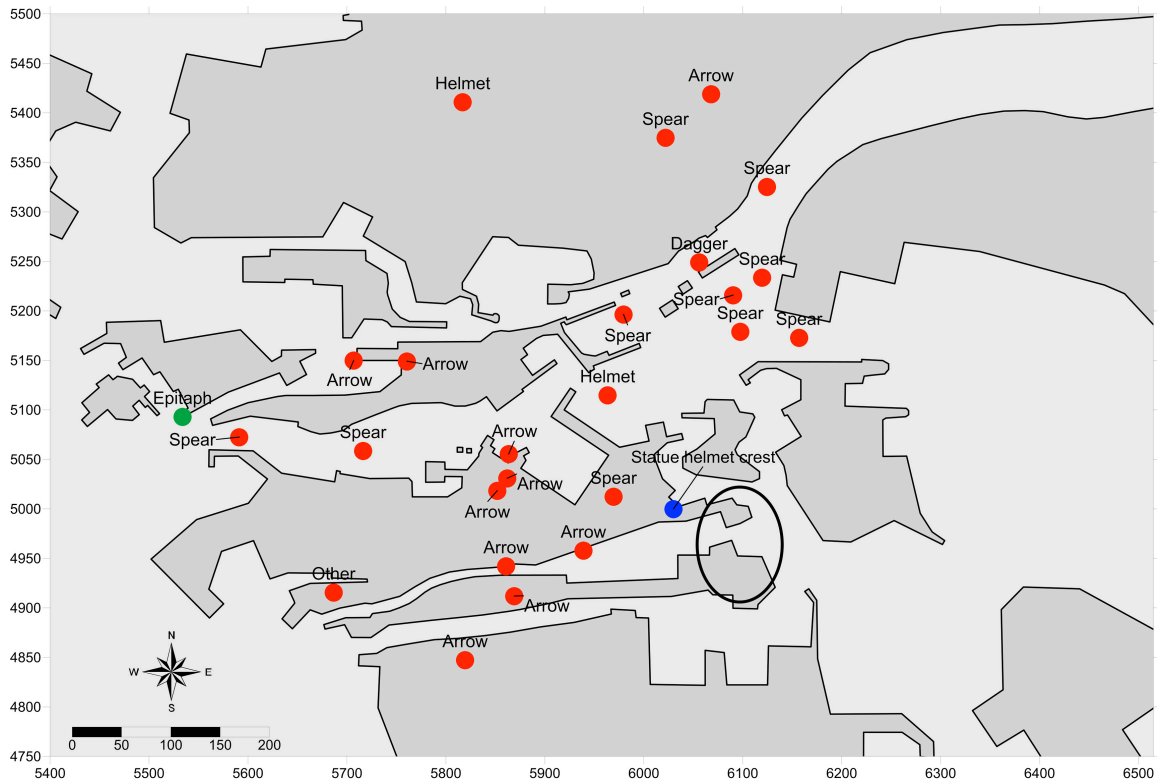 5500
5450
5400
5350
5300
5250
5200
5150
5100
5050
5000
4950
4900
4850
4800
4750
Helmet
Arrow
Spear
Spear
Dagger
Spear
Spear
Spear
Spear
Spear
Arrow
Arrow
Helmet
Epitaph
Spear
Spear
Arrow
Statue helmet crest
Arrow
Spear
Arrow
Arrow
Arrow
Other
Arrow
Arrow
N
W
E
S
0 50 100 150 200
5400 5500 5600 5700 5800 5900 6000 6100 6200 6300 6400 6500